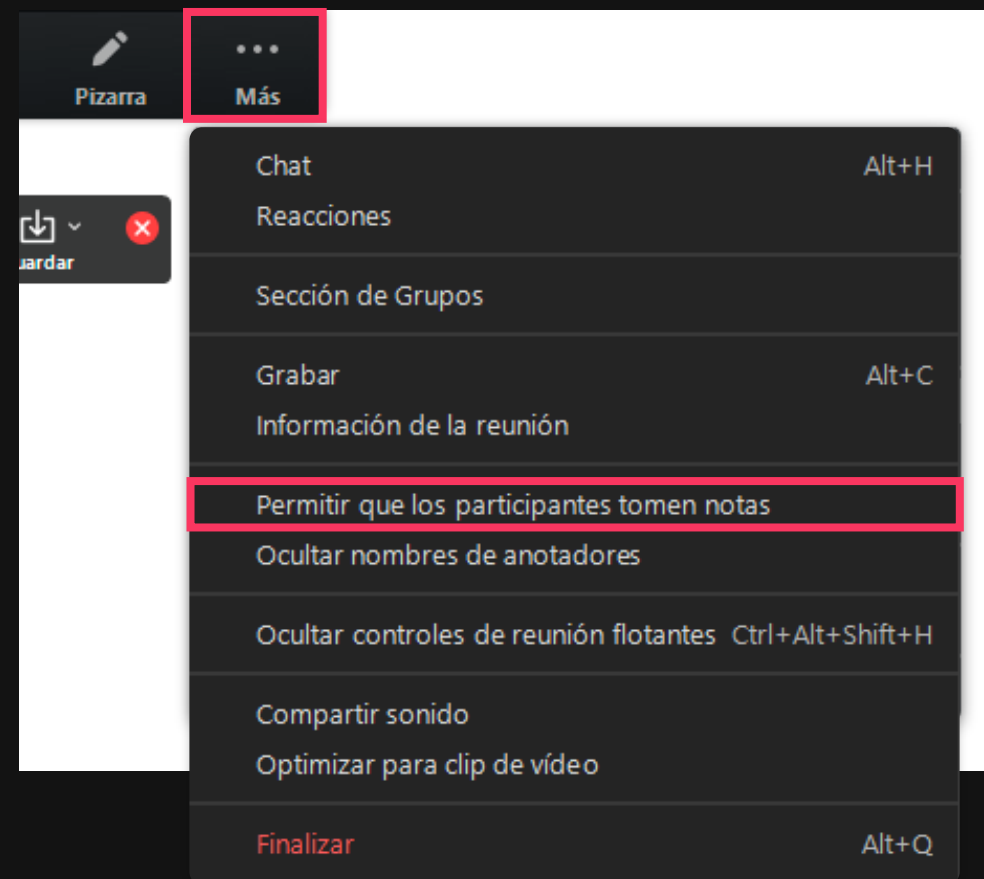 Pizarra
Más
Chat Alt+H
Reacciones
uardar
Sección de Grupos
Grabar Alt+C
Información de la reunión
Permitir que los participantes tomen notas
Ocultar nombres de anotadores
Ocultar controles de reunión flotantes Ctrl+Alt+Shift+H
Compartir sonido
Optimizar para clip de vídeo
Finalizar Alt+Q